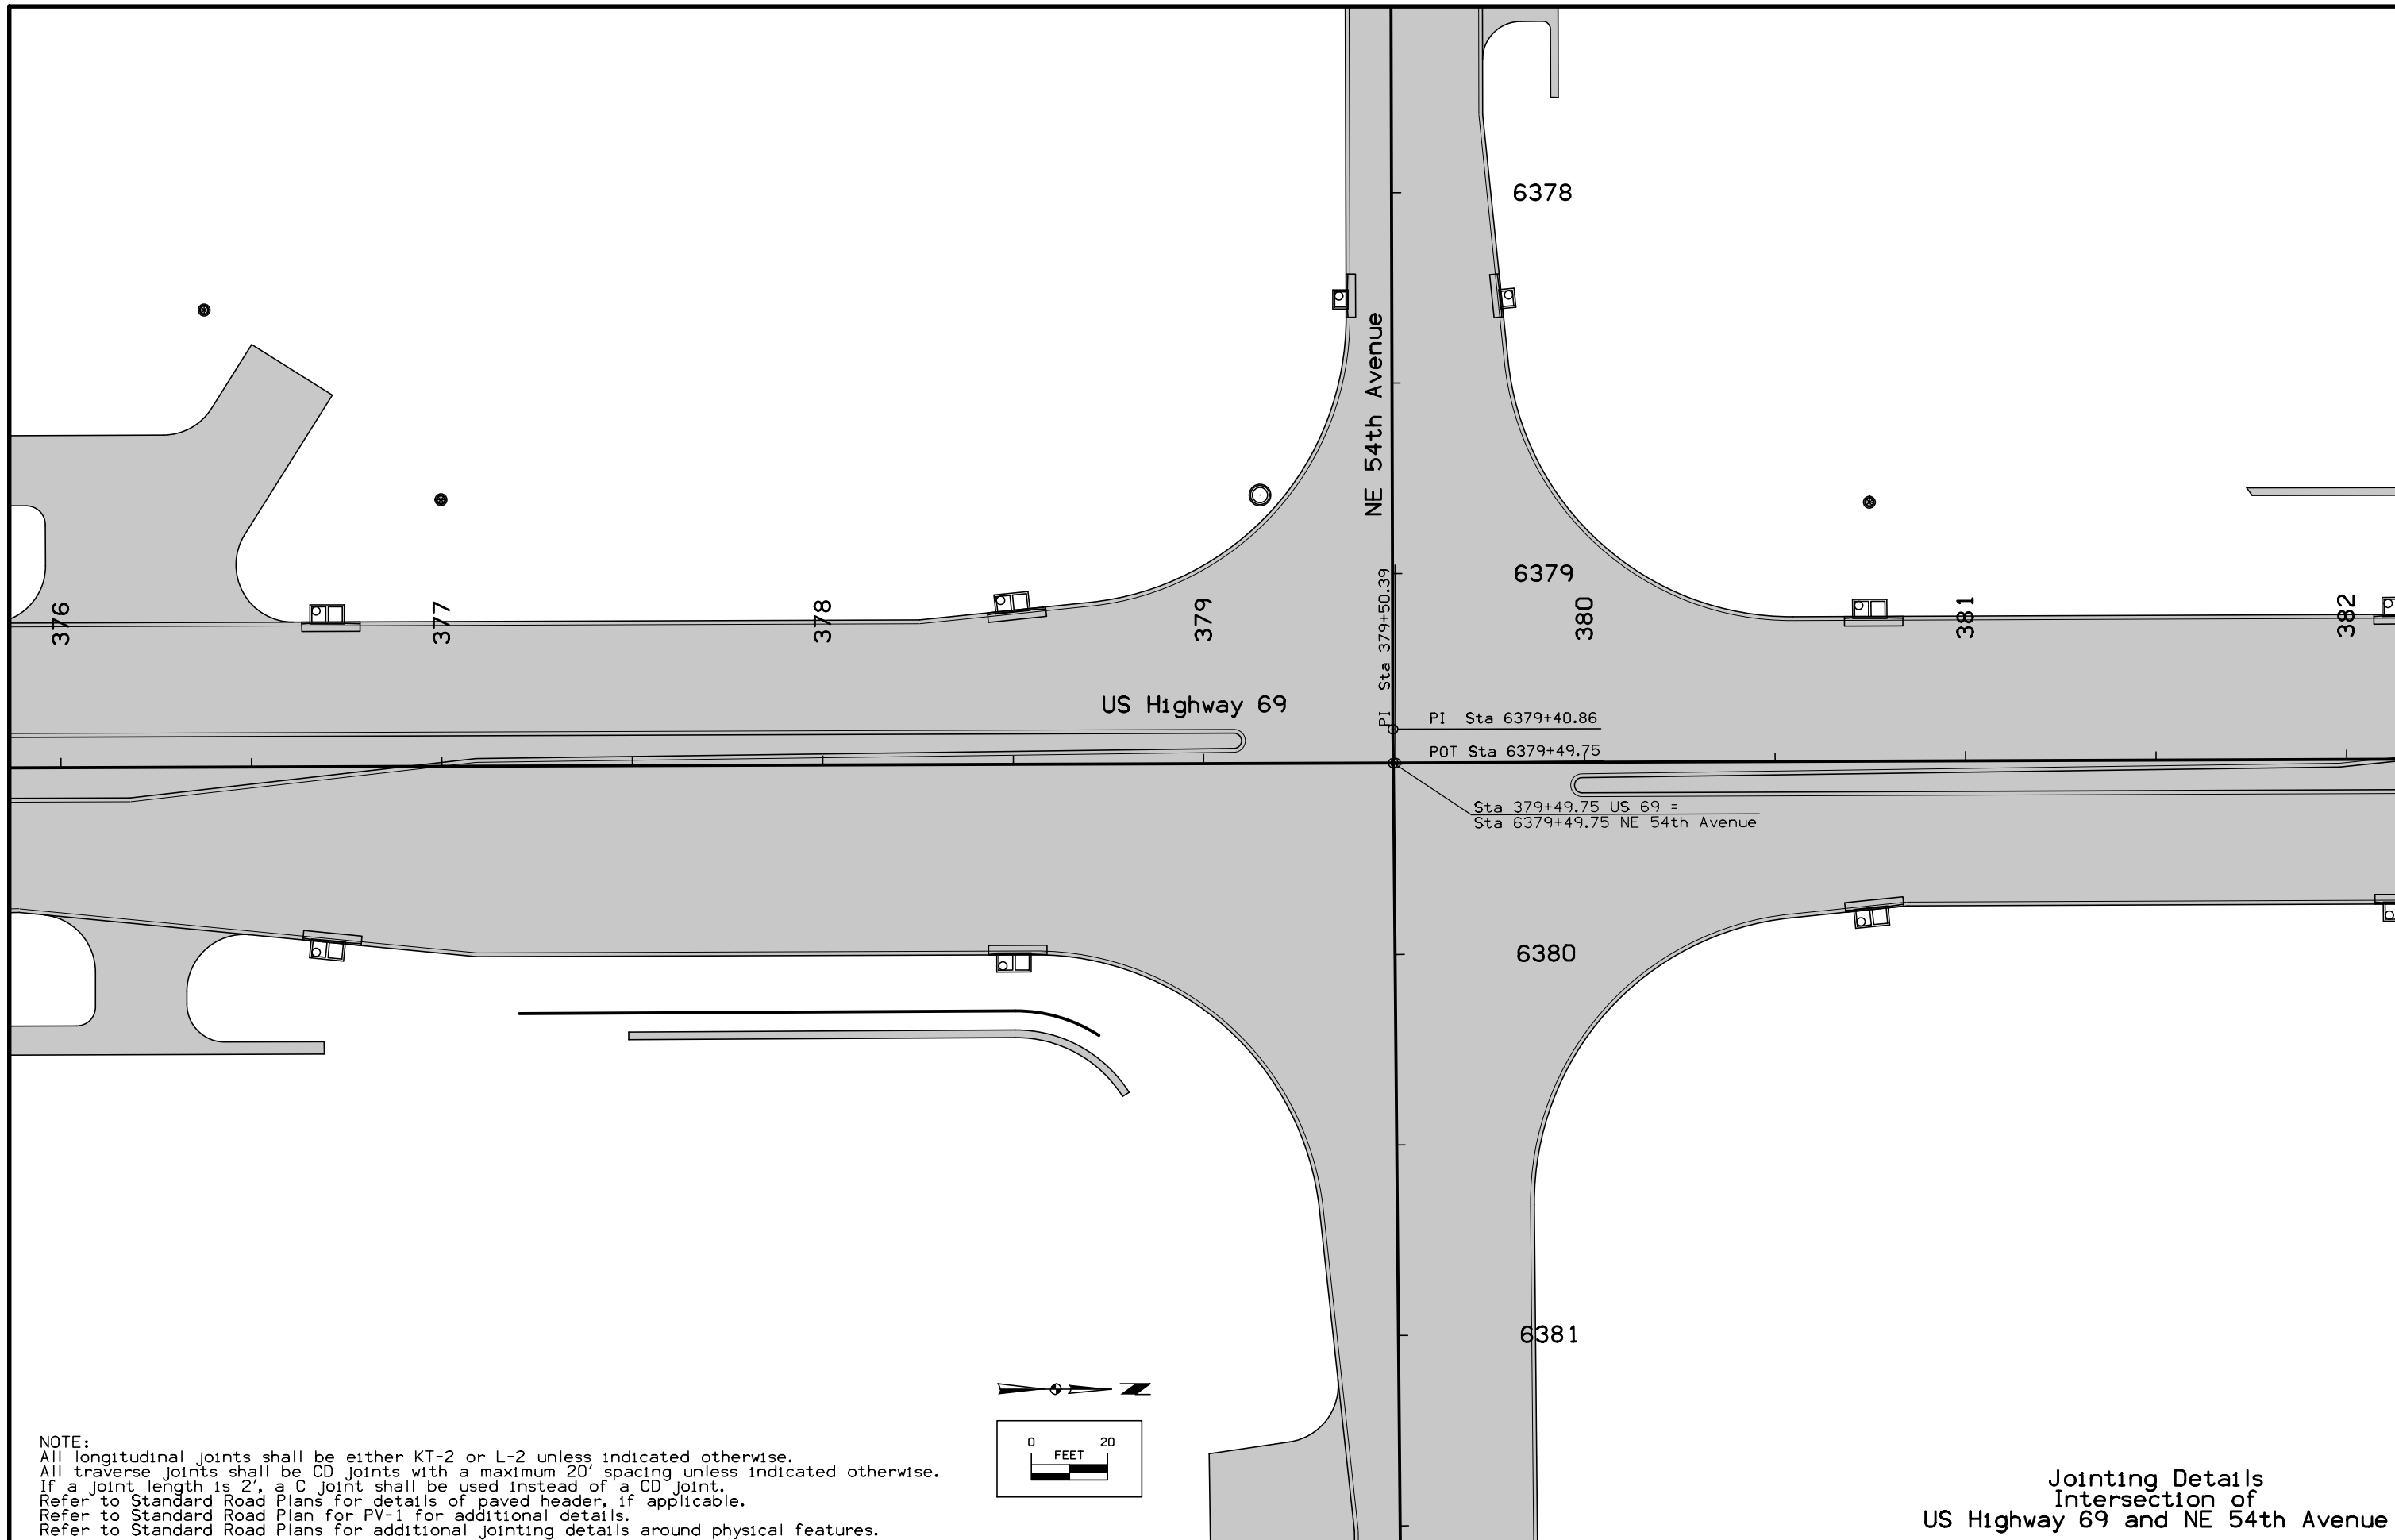 6378
NE 54th Avenue
6379
376
377
378
379
380
381
382
PI Sta 379+50.39
US Highway 69
PI Sta 6379+40.86
POT Sta 6379+49.75
Sta 379+49.75 US 69 =
Sta 6379+49.75 NE 54th Avenue
6380
6381
N
0 20
FEET
NOTE:
All longitudinal joints shall be either KT-2 or L-2 unless indicated otherwise.
All traverse joints shall be CD joints with a maximum 20' spacing unless indicated otherwise.
If a joint length is 2', a C joint shall be used instead of a CD joint.
Refer to Standard Road Plans for details of paved header, if applicable.
Refer to Standard Road Plan for PV-1 for additional details.
Refer to Standard Road Plans for additional jointing details around physical features.
Jointing Details
Intersection of
US Highway 69 and NE 54th Avenue